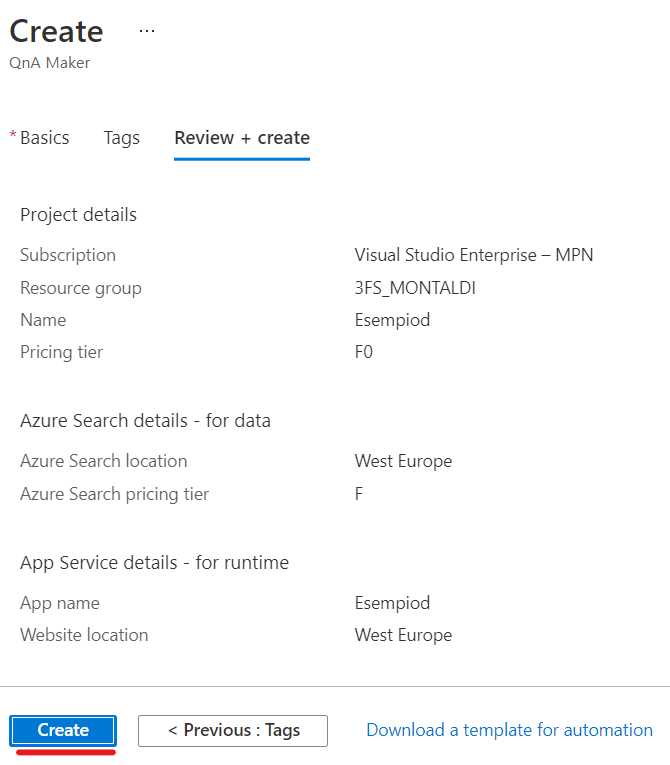 Create ...
QnA Maker
* Basics Tags Review + create
Project details
Subscription Visual Studio Enterprise – MPN
Resource group 3FS_MONTALDI
Name Esempiod
Pricing tier F0
Azure Search details - for data
Azure Search location West Europe
Azure Search pricing tier F
App Service details - for runtime
App name Esempiod
Website location West Europe
Create < Previous : Tags Download a template for automation